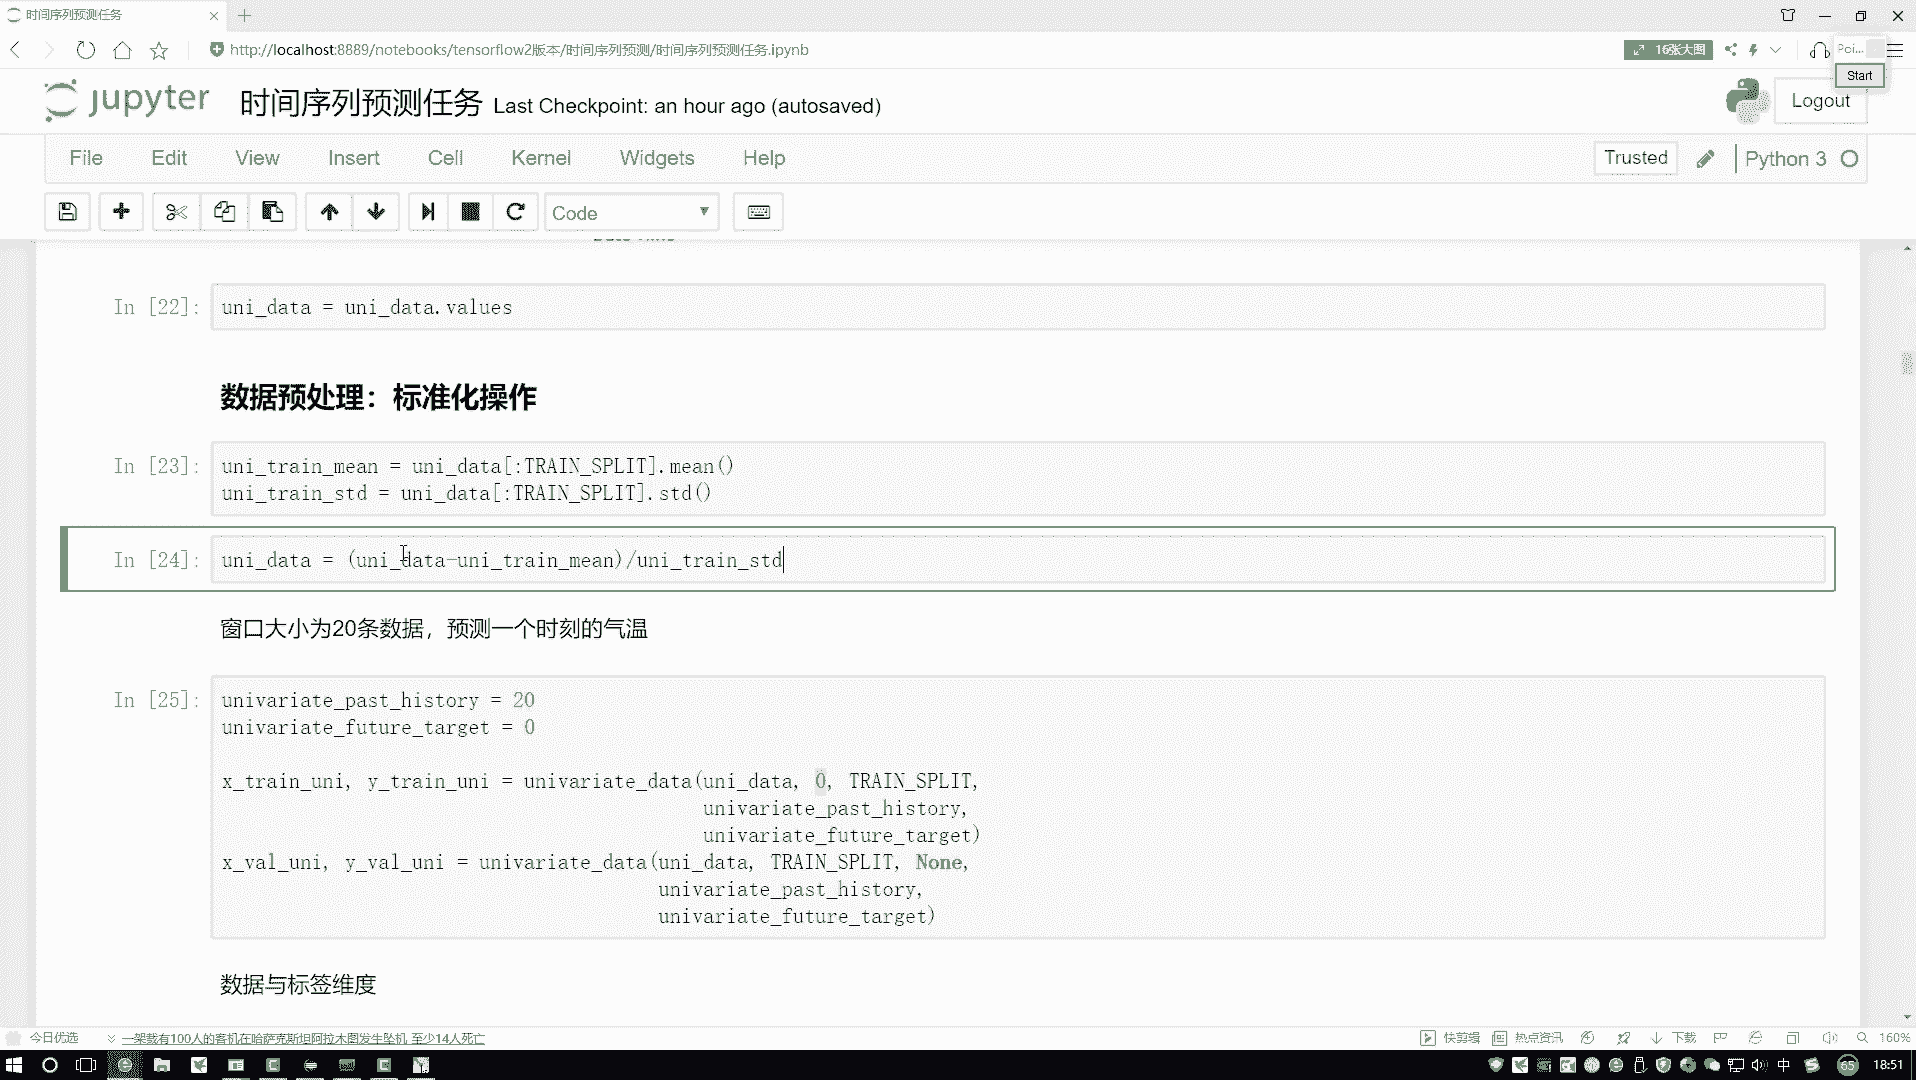 时间序列预测任务
http://localhost:8889/notebooks/tensorflow2版本/时间序列预测/时间序列预测任务.ipynb
16张大图
Poi...
Start
jupyter 时间序列预测任务 Last Checkpoint: an hour ago (autosaved)
Logout
File Edit View Insert Cell Kernel Widgets Help
Trusted
Python 3
Code
In [22]: uni_data = uni_data.values
数据预处理：标准化操作
In [23]: uni_train_mean = uni_data[:TRAIN_SPLIT].mean()
uni_train_std = uni_data[:TRAIN_SPLIT].std()
In [24]: uni_data = (uni_data-uni_train_mean)/uni_train_std
窗口大小为20条数据，预测一个时刻的气温
In [25]: univariate_past_history = 20
univariate_future_target = 0
x_train_uni, y_train_uni = univariate_data(uni_data, 0, TRAIN_SPLIT,
univariate_past_history,
univariate_future_target)
x_val_uni, y_val_uni = univariate_data(uni_data, TRAIN_SPLIT, None,
univariate_past_history,
univariate_future_target)
数据与标签维度
今日优选
一架载有100人的客机在哈萨克斯坦阿拉木图发生坠机 至少14人死亡
快剪辑
热点资讯
下载
160%
中
65
18:51